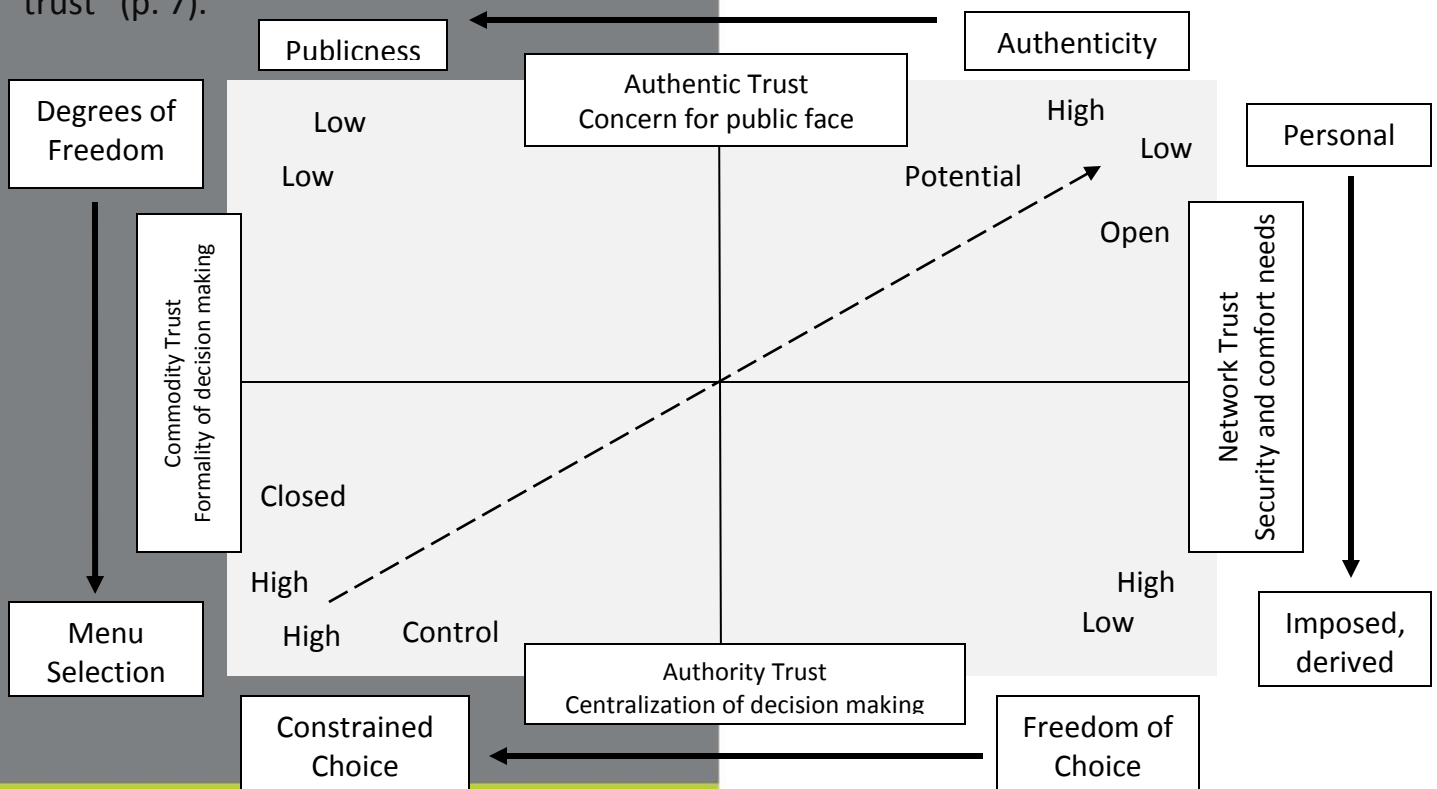 trust" (p. 7).
Publicness
Authenticity
Authentic Trust
Concern for public face
Degrees of
Freedom
Low
Low
High
Low
Potential
Open
Personal
Commodity Trust
Formality of decision making
Network Trust
Security and comfort needs
Closed
High
High
Control
High
Low
Menu
Selection
Imposed,
derived
Authority Trust
Centralization of decision making
Constrained
Choice
Freedom of
Choice